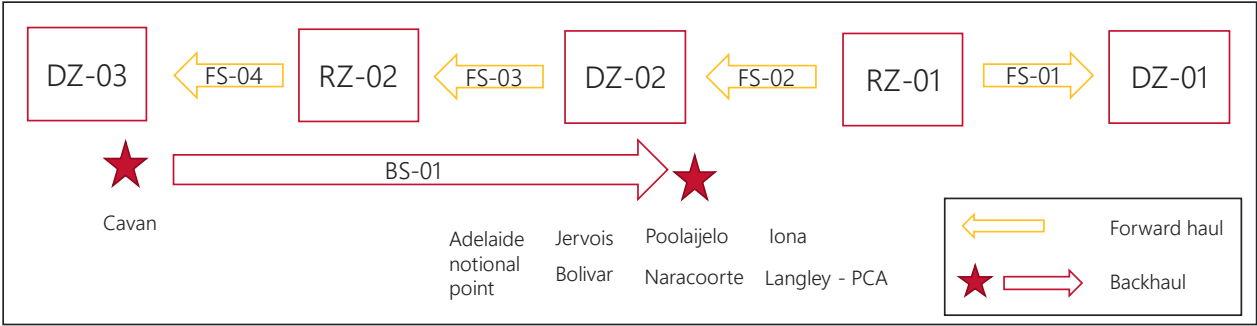 DZ-03
FS-04
RZ-02
FS-03
DZ-02
FS-02
RZ-01
FS-01
DZ-01
BS-01
Cavan
Adelaide
notional
point
Jervois
Bolivar
Poolaijelo
Naracoorte
Iona
Langley - PCA
Forward haul
Backhaul